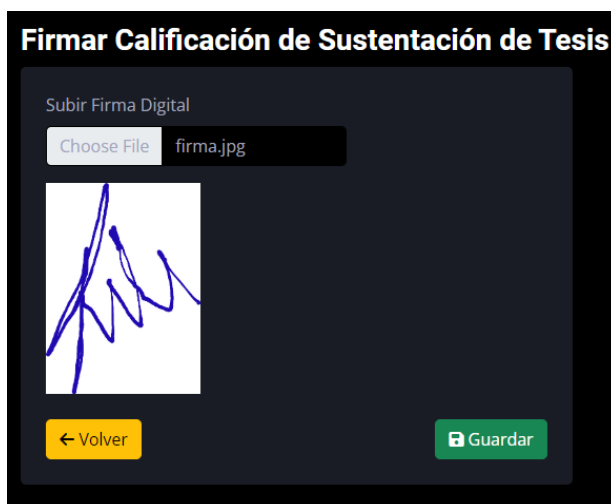 Firmar Calificación de Sustentación de Tesis
Subir Firma Digital
Choose File firma.jpg
Volver
Guardar